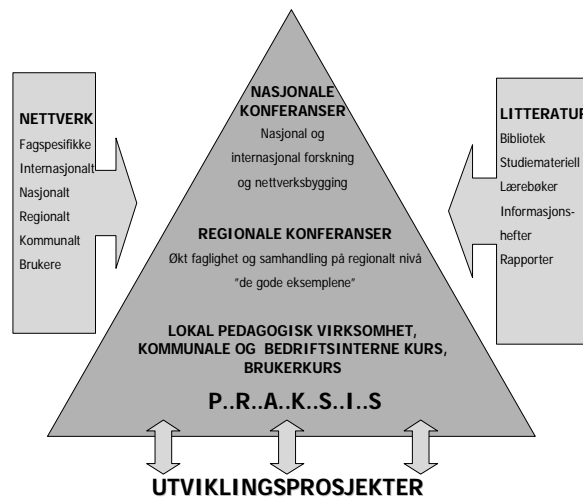 NETTVERK
Fagspesifikke
Internasjonalt
Nasjonalt
Regionalt
Kommunalt
Brukere
NASJONALE
KONFERANSER
Nasjonal og
internasjonal forskning
og nettverksbygging
REGIONALE KONFERANSER
Økt faglighet og samhandling på regionalt nivå
"de gode eksemplene"
LOKAL PEDAGOGISK VIRKSOMHET,
KOMMUNALE OG BEDRIFTSINTERNE KURS,
BRUKERKURS
P..R..A..K..S..I..S
LITTERATUR
Bibliotek
Studiemateriell
Lærebøker
Informasjons-
hefter
Rapporter
UTVIKLINGSPROSJEKTER